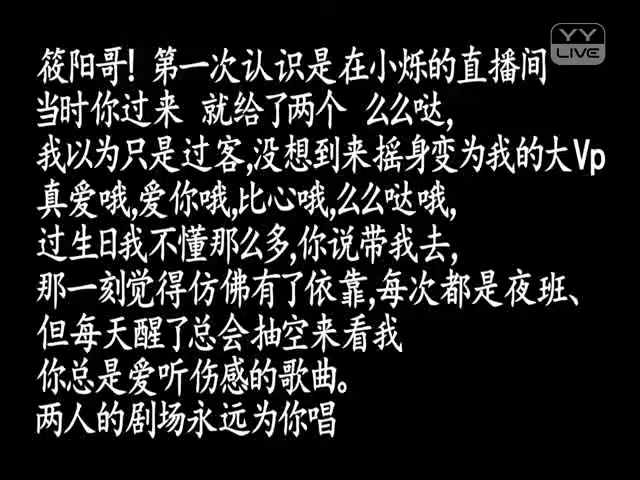 YY
LIVE
筱阳哥! 第一次认识是在小烁的直播间
当时你过来 就给了两个 么么哒,
我以为只是过客,没想到来摇身变为我的大Vp
真爱哦,爱你哦,比心哦,么么哒哦,
过生日我不懂那么多,你说带我去,
那一刻觉得仿佛有了依靠,每次都是夜班、
但每天醒了总会抽空来看我
你总是爱听伤感的歌曲。
两人的剧场永远为你唱